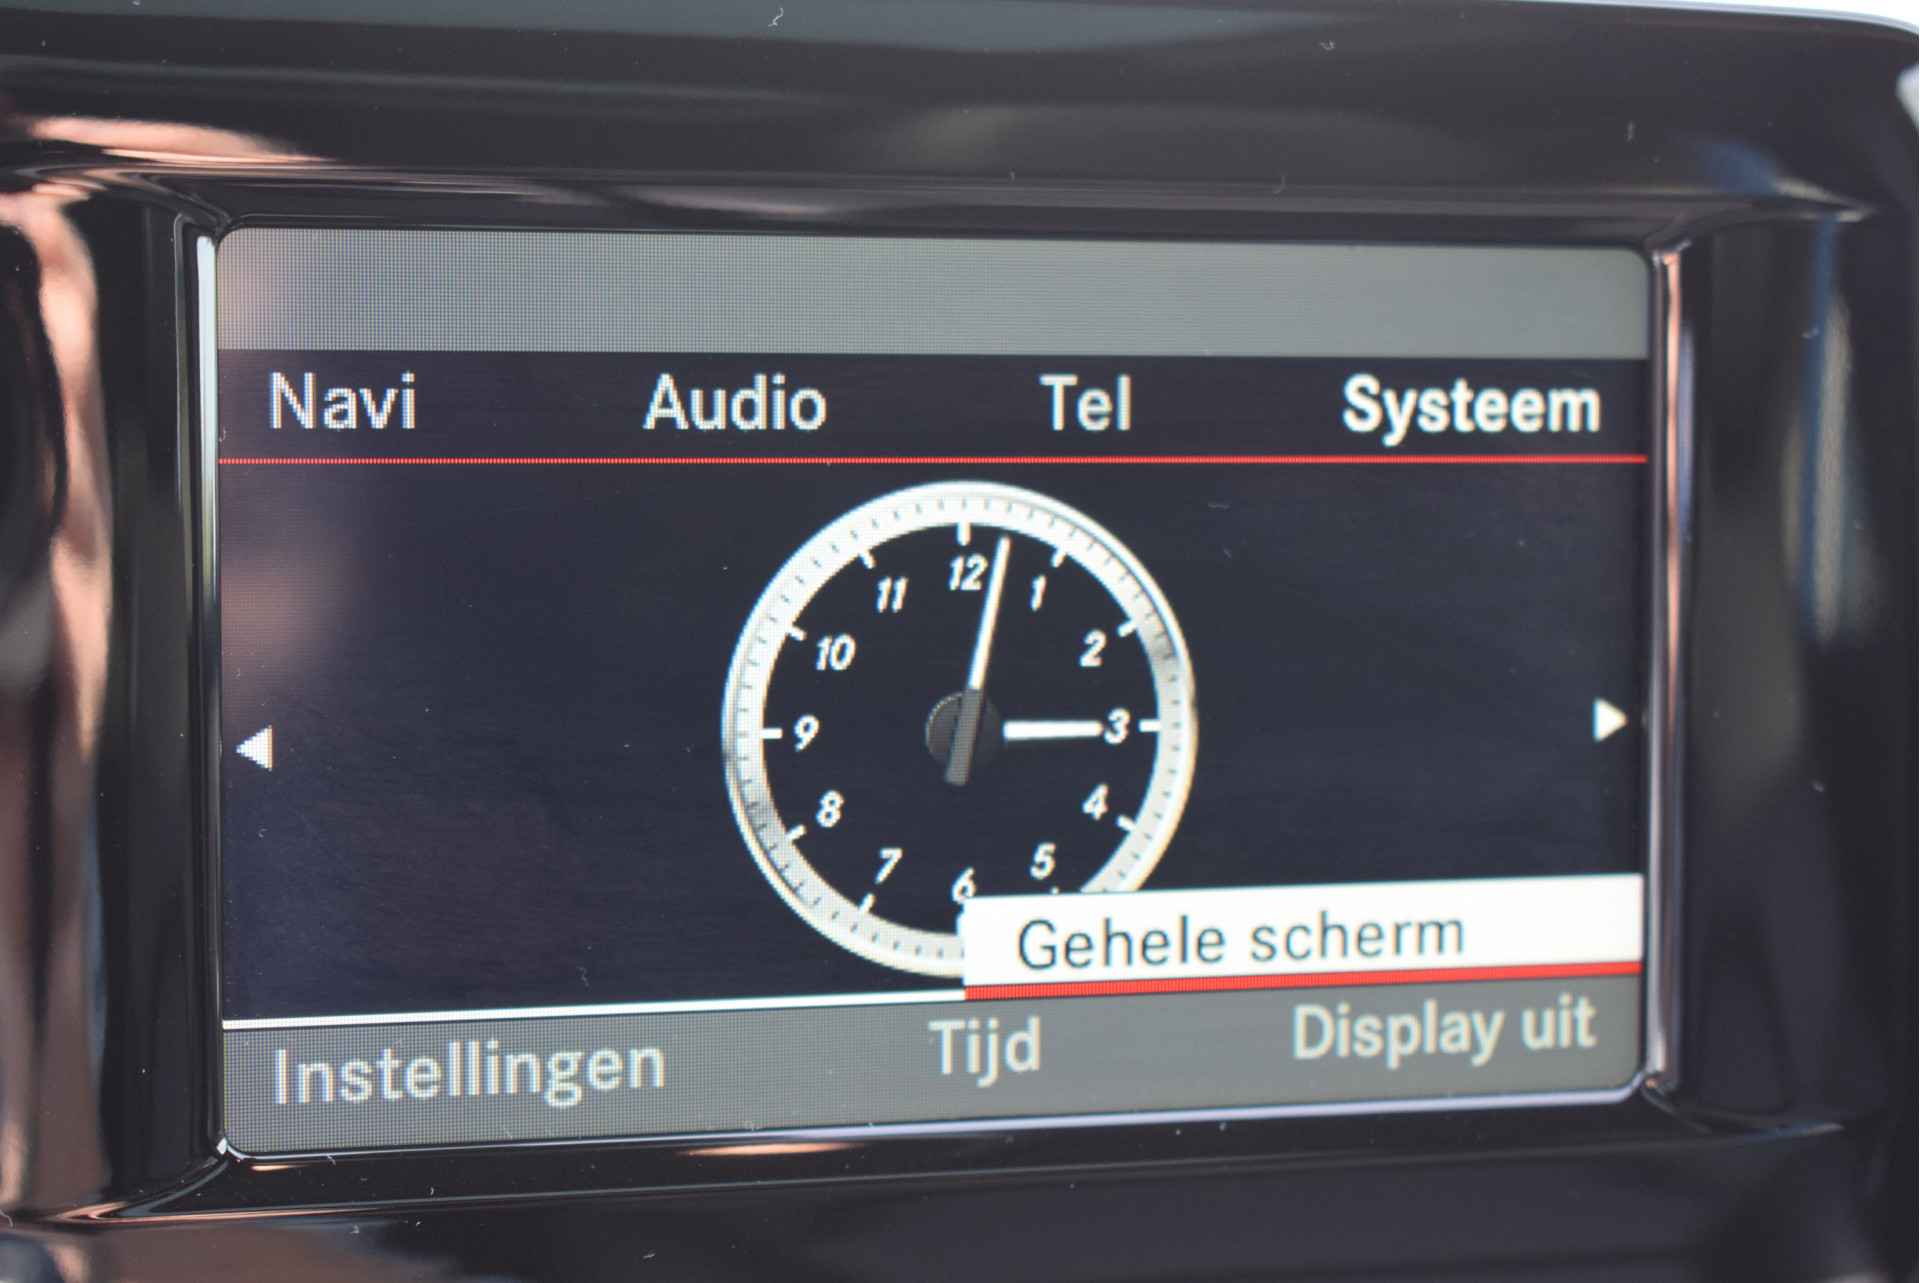 Navi Audio Tel Systeem
12
11 1
10 2
9 3
8 4
7 5
6
Gehele scherm
Instellingen Tijd Display uit